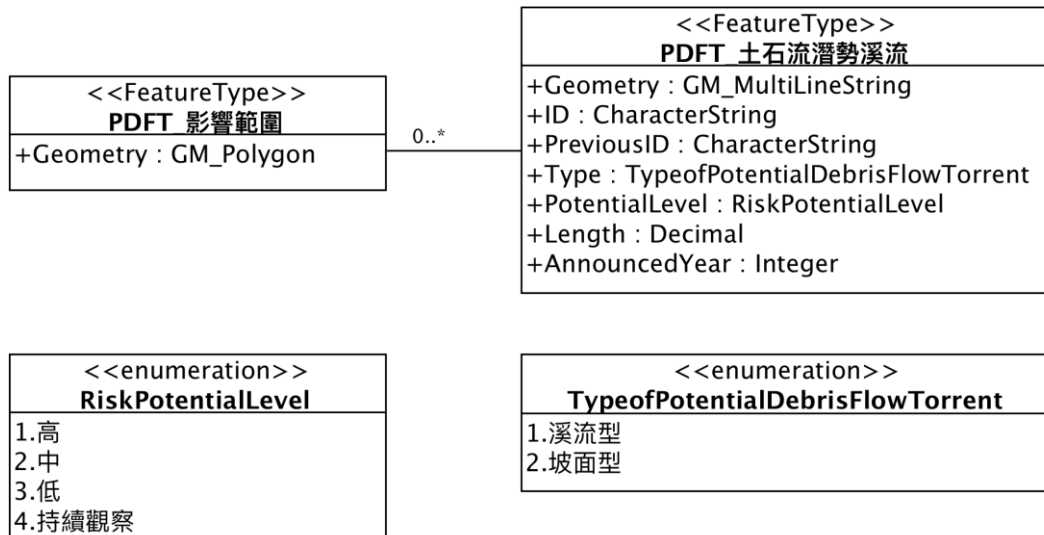 <<FeatureType>>
PDFT_影響範圍
+Geometry : GM_Polygon
0..*
<<FeatureType>>
PDFT_土石流潛勢溪流
+Geometry : GM_MultiLineString
+ID : CharacterString
+PreviousID : CharacterString
+Type : TypeofPotentialDebrisFlowTorrent
+PotentialLevel : RiskPotentialLevel
+Length : Decimal
+AnnouncedYear : Integer
<<enumeration>>
RiskPotentialLevel
1.高
2.中
3.低
4.持續觀察
<<enumeration>>
TypeofPotentialDebrisFlowTorrent
1.溪流型
2.坡面型